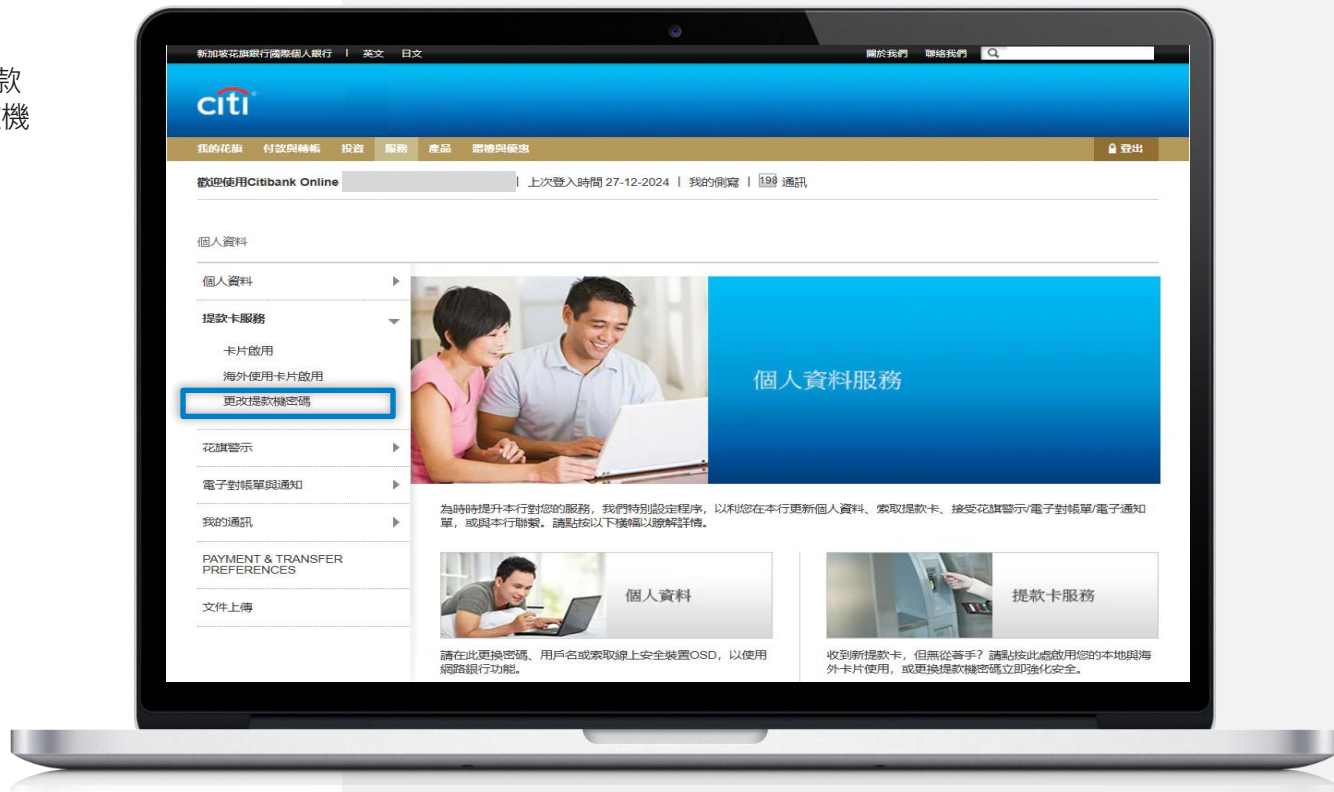 款
機
新加坡花旗銀行國際個人銀行 | 英文 日文
關於我們 聯絡我們
citi
我的花旗 付款與轉帳 投資 服務 產品 禮遇與優惠
登出
歡迎使用Citibank Online | 上次登入時間 27-12-2024 | 我的側寫 | 198 通訊
個人資料
個人資料
提款卡服務
卡片啟用
海外使用卡片啟用
更改提款機密碼
花旗警示
電子對帳單與通知
我的通訊
PAYMENT & TRANSFER
PREFERENCES
文件上傳
個人資料服務
為時時提升本行對您的服務，我們特別設定程序，以利您在本行更新個人資料、索取提款卡、接受花旗警示/電子對帳單/電子通知
單，或與本行聯繫。請點按以下橫幅以瞭解詳情。
個人資料
請在此更換密碼、用戶名或索取線上安全裝置OSD，以使用
網路銀行功能。
提款卡服務
收到新提款卡，但無從著手？請點按此處啟用您的本地與海
外卡片使用，或更換提款機密碼立即強化安全。